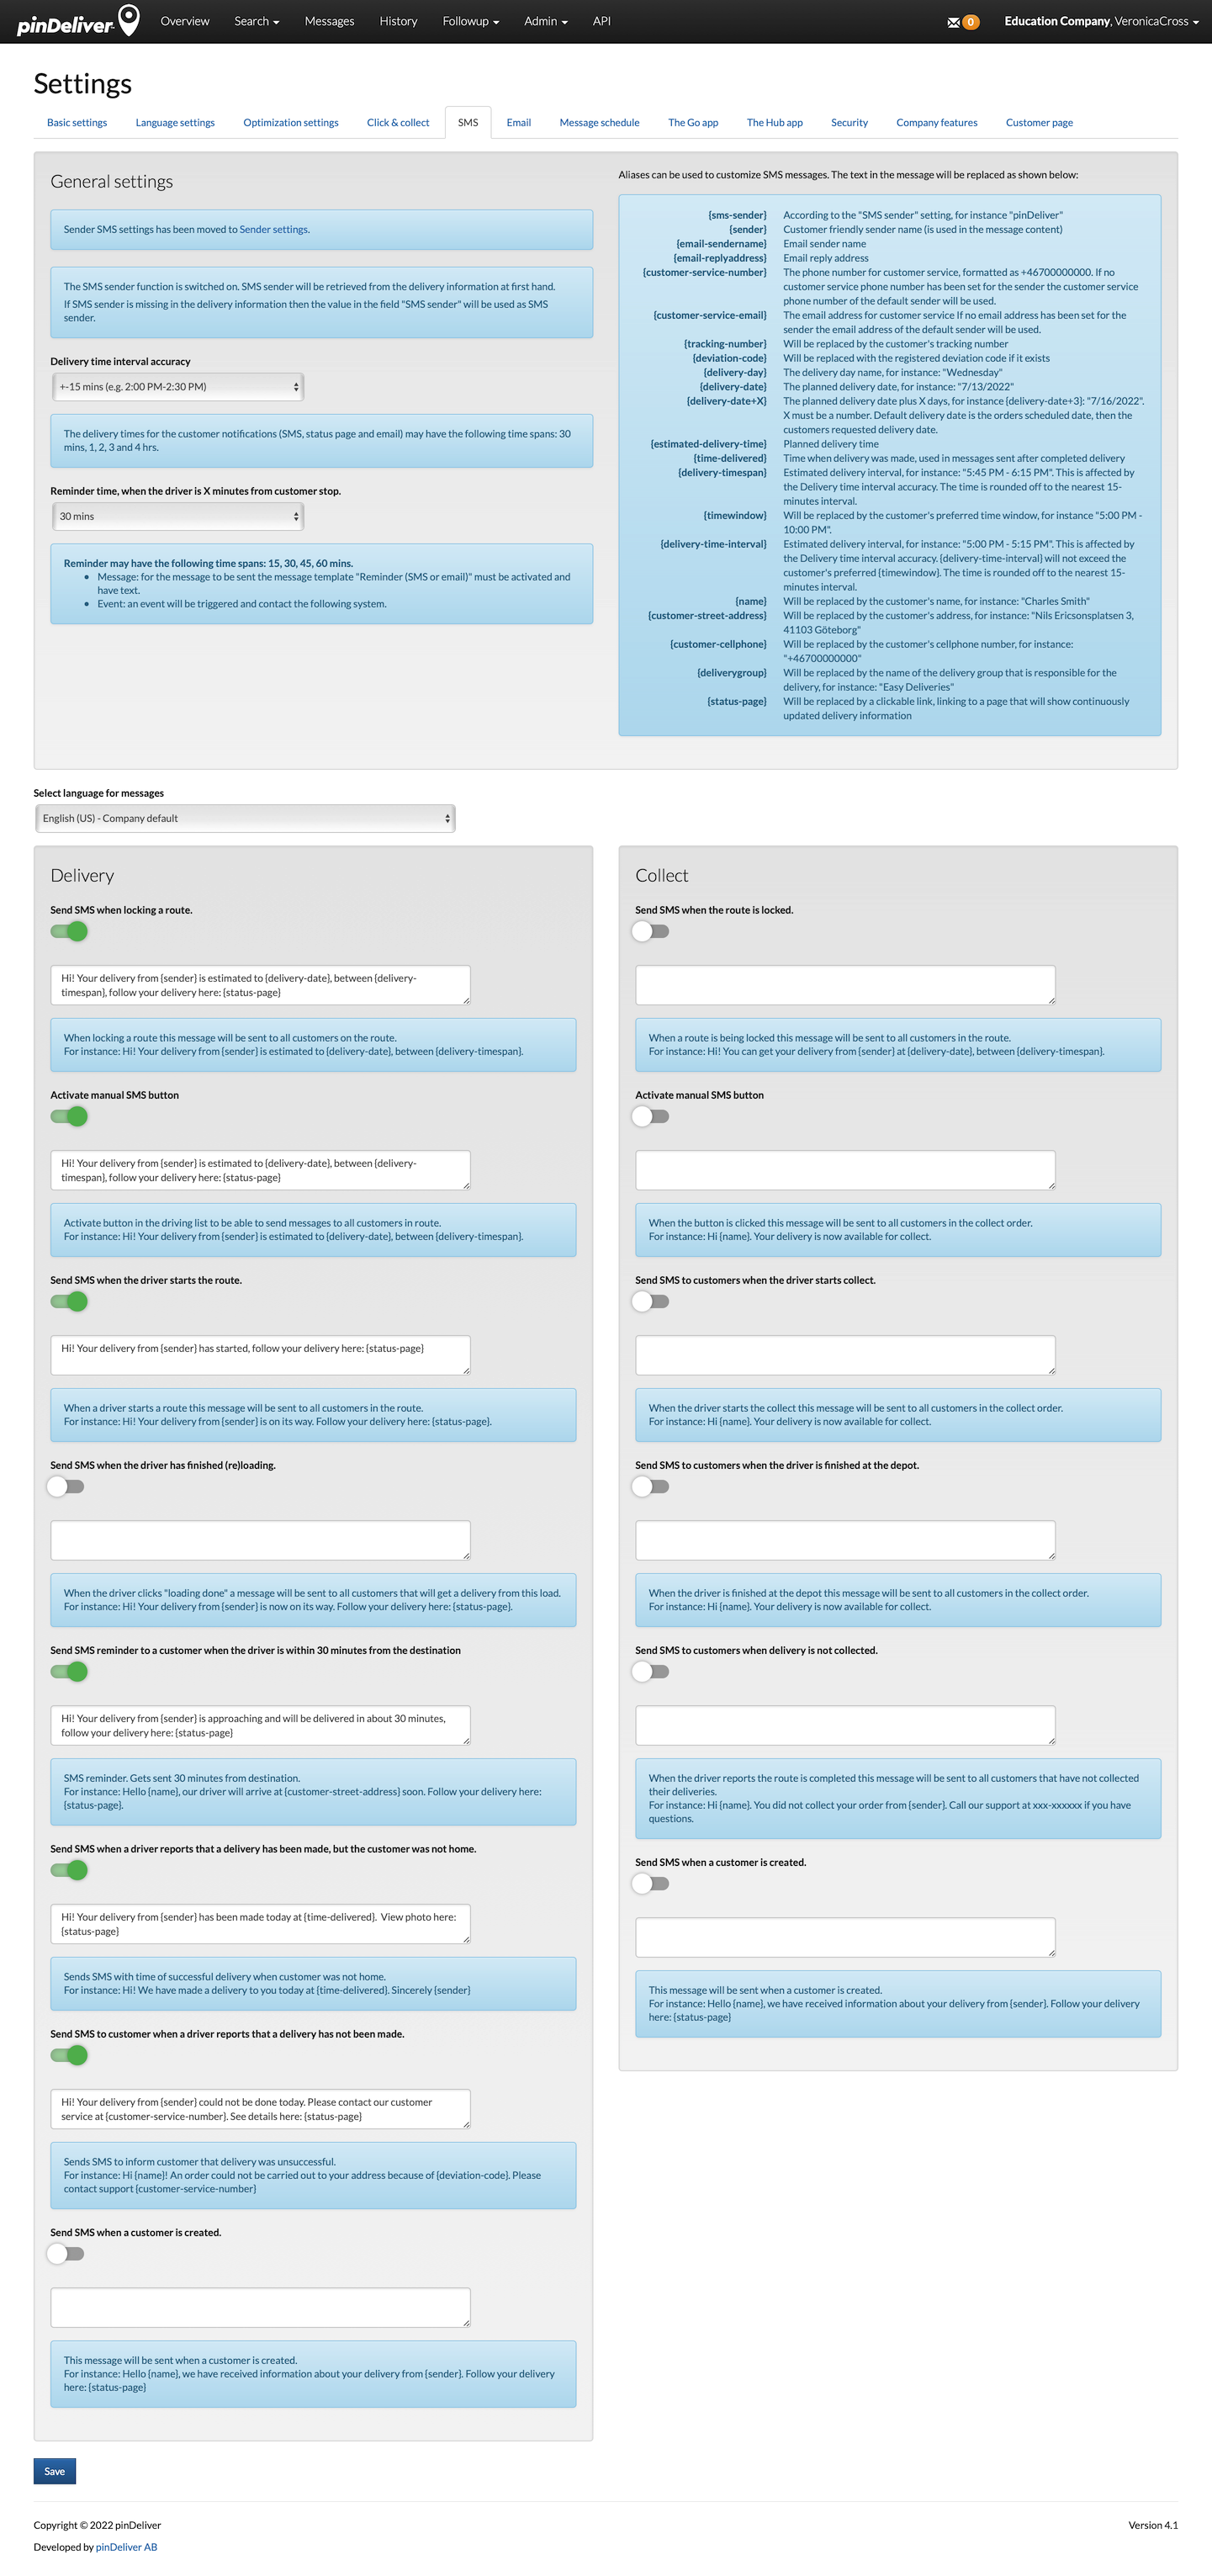 pinDeliver
Overview
Search
Messages
History
Followup
Admin
API
0
Education Company, VeronicaCross
Settings
Basic settings
Language settings
Optimization settings
Click & collect
SMS
Email
Message schedule
The Go app
The Hub app
Security
Company features
Customer page
General settings
Sender SMS settings has been moved to Sender settings.
The SMS sender function is switched on. SMS sender will be retrieved from the delivery information at first hand.
If SMS sender is missing in the delivery information then the value in the field "SMS sender" will be used as SMS
sender.
Delivery time interval accuracy
+-15 mins (e.g. 2:00 PM-2:30 PM)
The delivery times for the customer notifications (SMS, status page and email) may have the following time spans: 30
mins, 1, 2, 3 and 4 hrs.
Reminder time, when the driver is X minutes from customer stop.
30 mins
Reminder may have the following time spans: 15, 30, 45, 60 mins.
Message: for the message to be sent the message template "Reminder (SMS or email)" must be activated and
have text.
Event: an event will be triggered and contact the following system.
Aliases can be used to customize SMS messages. The text in the message will be replaced as shown below:
{sms-sender} According to the "SMS sender" setting, for instance "pinDeliver"
{sender} Customer friendly sender name (is used in the message content)
{email-sendername} Email sender name
{email-replyaddress} Email reply address
{customer-service-number} The phone number for customer service, formatted as +46700000000. If no
customer service phone number has been set for the sender the customer service
phone number of the default sender will be used.
{customer-service-email} The email address for customer service If no email address has been set for the
sender the email address of the default sender will be used.
{tracking-number} Will be replaced by the customer's tracking number
{deviation-code} Will be replaced with the registered deviation code if it exists
{delivery-day} The delivery day name, for instance: "Wednesday"
{delivery-date} The planned delivery date, for instance: "7/13/2022"
{delivery-date+X} The planned delivery date plus X days, for instance {delivery-date+3}: "7/16/2022".
X must be a number. Default delivery date is the orders scheduled date, then the
customers requested delivery date.
{estimated-delivery-time} Planned delivery time
{time-delivered} Time when delivery was made, used in messages sent after completed delivery
{delivery-timespan} Estimated delivery interval, for instance: "5:45 PM - 6:15 PM". This is affected by
the Delivery time interval accuracy. The time is rounded off to the nearest 15-
minutes interval.
{timewindow} Will be replaced by the customer's preferred time window, for instance "5:00 PM -
10:00 PM".
{delivery-time-interval} Estimated delivery interval, for instance: "5:00 PM - 5:15 PM". This is affected by
the Delivery time interval accuracy. {delivery-time-interval} will not exceed the
customer's preferred {timewindow}. The time is rounded off to the nearest 15-
minutes interval.
{name} Will be replaced by the customer's name, for instance: "Charles Smith"
{customer-street-address} Will be replaced by the customer's address, for instance: "Nils Ericsonsplatsen 3,
41103 Göteborg"
{customer-cellphone} Will be replaced by the customer's cellphone number, for instance:
"+46700000000"
{deliverygroup} Will be replaced by the name of the delivery group that is responsible for the
delivery, for instance: "Easy Deliveries"
{status-page} Will be replaced by a clickable link, linking to a page that will show continuously
updated delivery information
Select language for messages
English (US) - Company default
Delivery
Send SMS when locking a route.
Hi! Your delivery from {sender} is estimated to {delivery-date}, between {delivery-
timespan}, follow your delivery here: {status-page}
When locking a route this message will be sent to all customers on the route.
For instance: Hi! Your delivery from {sender} is estimated to {delivery-date}, between {delivery-timespan}.
Activate manual SMS button
Hi! Your delivery from {sender} is estimated to {delivery-date}, between {delivery-
timespan}, follow your delivery here: {status-page}
Activate button in the driving list to be able to send messages to all customers in route.
For instance: Hi! Your delivery from {sender} is estimated to {delivery-date}, between {delivery-timespan}.
Send SMS when the driver starts the route.
Hi! Your delivery from {sender} has started, follow your delivery here: {status-page}
When a driver starts a route this message will be sent to all customers in the route.
For instance: Hi! Your delivery from {sender} is on its way. Follow your delivery here: {status-page}.
Send SMS when the driver has finished (re)loading.
When the driver clicks "loading done" a message will be sent to all customers that will get a delivery from this load.
For instance: Hi! Your delivery from {sender} is now on its way. Follow your delivery here: {status-page}.
Send SMS reminder to a customer when the driver is within 30 minutes from the destination
Hi! Your delivery from {sender} is approaching and will be delivered in about 30 minutes,
follow your delivery here: {status-page}
SMS reminder. Gets sent 30 minutes from destination.
For instance: Hello {name}, our driver will arrive at {customer-street-address} soon. Follow your delivery here:
{status-page}.
Send SMS when a driver reports that a delivery has been made, but the customer was not home.
Hi! Your delivery from {sender} has been made today at {time-delivered}. View photo here:
{status-page}
Sends SMS with time of successful delivery when customer was not home.
For instance: Hi! We have made a delivery to you today at {time-delivered}. Sincerely {sender}
Send SMS to customer when a driver reports that a delivery has not been made.
Hi! Your delivery from {sender} could not be done today. Please contact our customer
service at {customer-service-number}. See details here: {status-page}
Sends SMS to inform customer that delivery was unsuccessful.
For instance: Hi {name}! An order could not be carried out to your address because of {deviation-code}. Please
contact support {customer-service-number}
Send SMS when a customer is created.
This message will be sent when a customer is created.
For instance: Hello {name}, we have received information about your delivery from {sender}. Follow your delivery
here: {status-page}
Collect
Send SMS when the route is locked.
When a route is being locked this message will be sent to all customers in the route.
For instance: Hi! You can get your delivery from {sender} at {delivery-date}, between {delivery-timespan}.
Activate manual SMS button
When the button is clicked this message will be sent to all customers in the collect order.
For instance: Hi {name}. Your delivery is now available for collect.
Send SMS to customers when the driver starts collect.
When the driver starts the collect this message will be sent to all customers in the collect order.
For instance: Hi {name}. Your delivery is now available for collect.
Send SMS to customers when the driver is finished at the depot.
When the driver is finished at the depot this message will be sent to all customers in the collect order.
For instance: Hi {name}. Your delivery is now available for collect.
Send SMS to customers when delivery is not collected.
When the driver reports the route is completed this message will be sent to all customers that have not collected
their deliveries.
For instance: Hi {name}. You did not collect your order from {sender}. Call our support at xxx-xxxxxx if you have
questions.
Send SMS when a customer is created.
This message will be sent when a customer is created.
For instance: Hello {name}, we have received information about your delivery from {sender}. Follow your delivery
here: {status-page}
Save
Copyright © 2022 pinDeliver
Version 4.1
Developed by pinDeliver AB